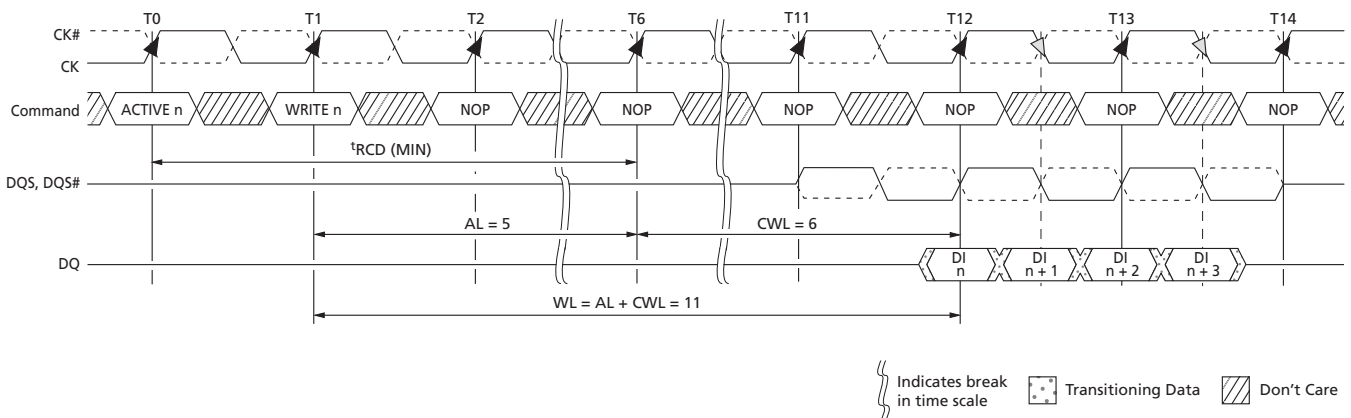 T0 T1 T2 T6 T11 T12 T13 T14
CK#
CK
Command ACTIVE n WRITE n NOP NOP NOP NOP NOP NOP
tRCD (MIN)
DQS, DQS#
AL = 5 CWL = 6
DQ DI n DI n + 1 DI n + 2 DI n + 3
WL = AL + CWL = 11
Indicates break
in time scale
Transitioning Data
Don't Care